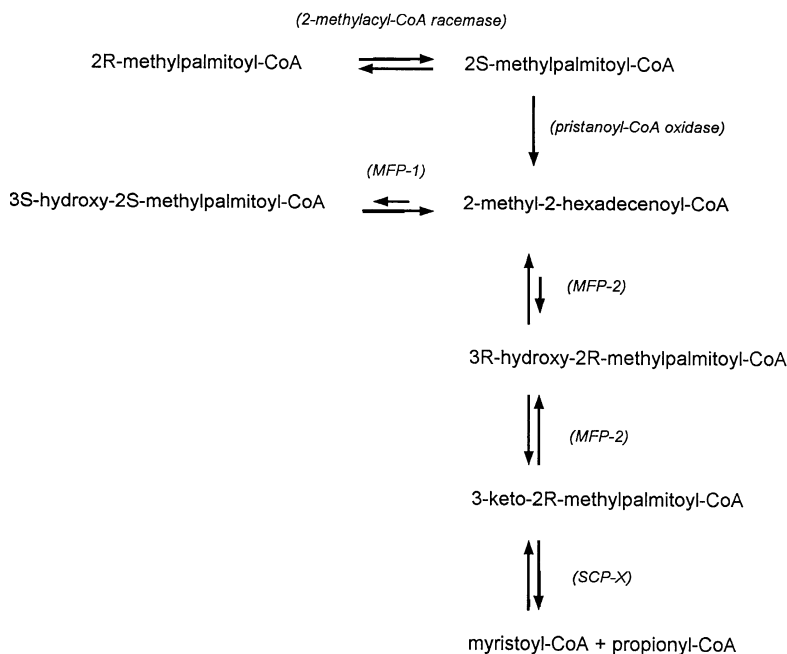 (2-methylacyl-CoA racemase)
2R-methylpalmitoyl-CoA
2S-methylpalmitoyl-CoA
(pristanoyl-CoA oxidase)
(MFP-1)
3S-hydroxy-2S-methylpalmitoyl-CoA
2-methyl-2-hexadecenoyl-CoA
(MFP-2)
3R-hydroxy-2R-methylpalmitoyl-CoA
(MFP-2)
3-keto-2R-methylpalmitoyl-CoA
(SCP-X)
myristoyl-CoA + propionyl-CoA